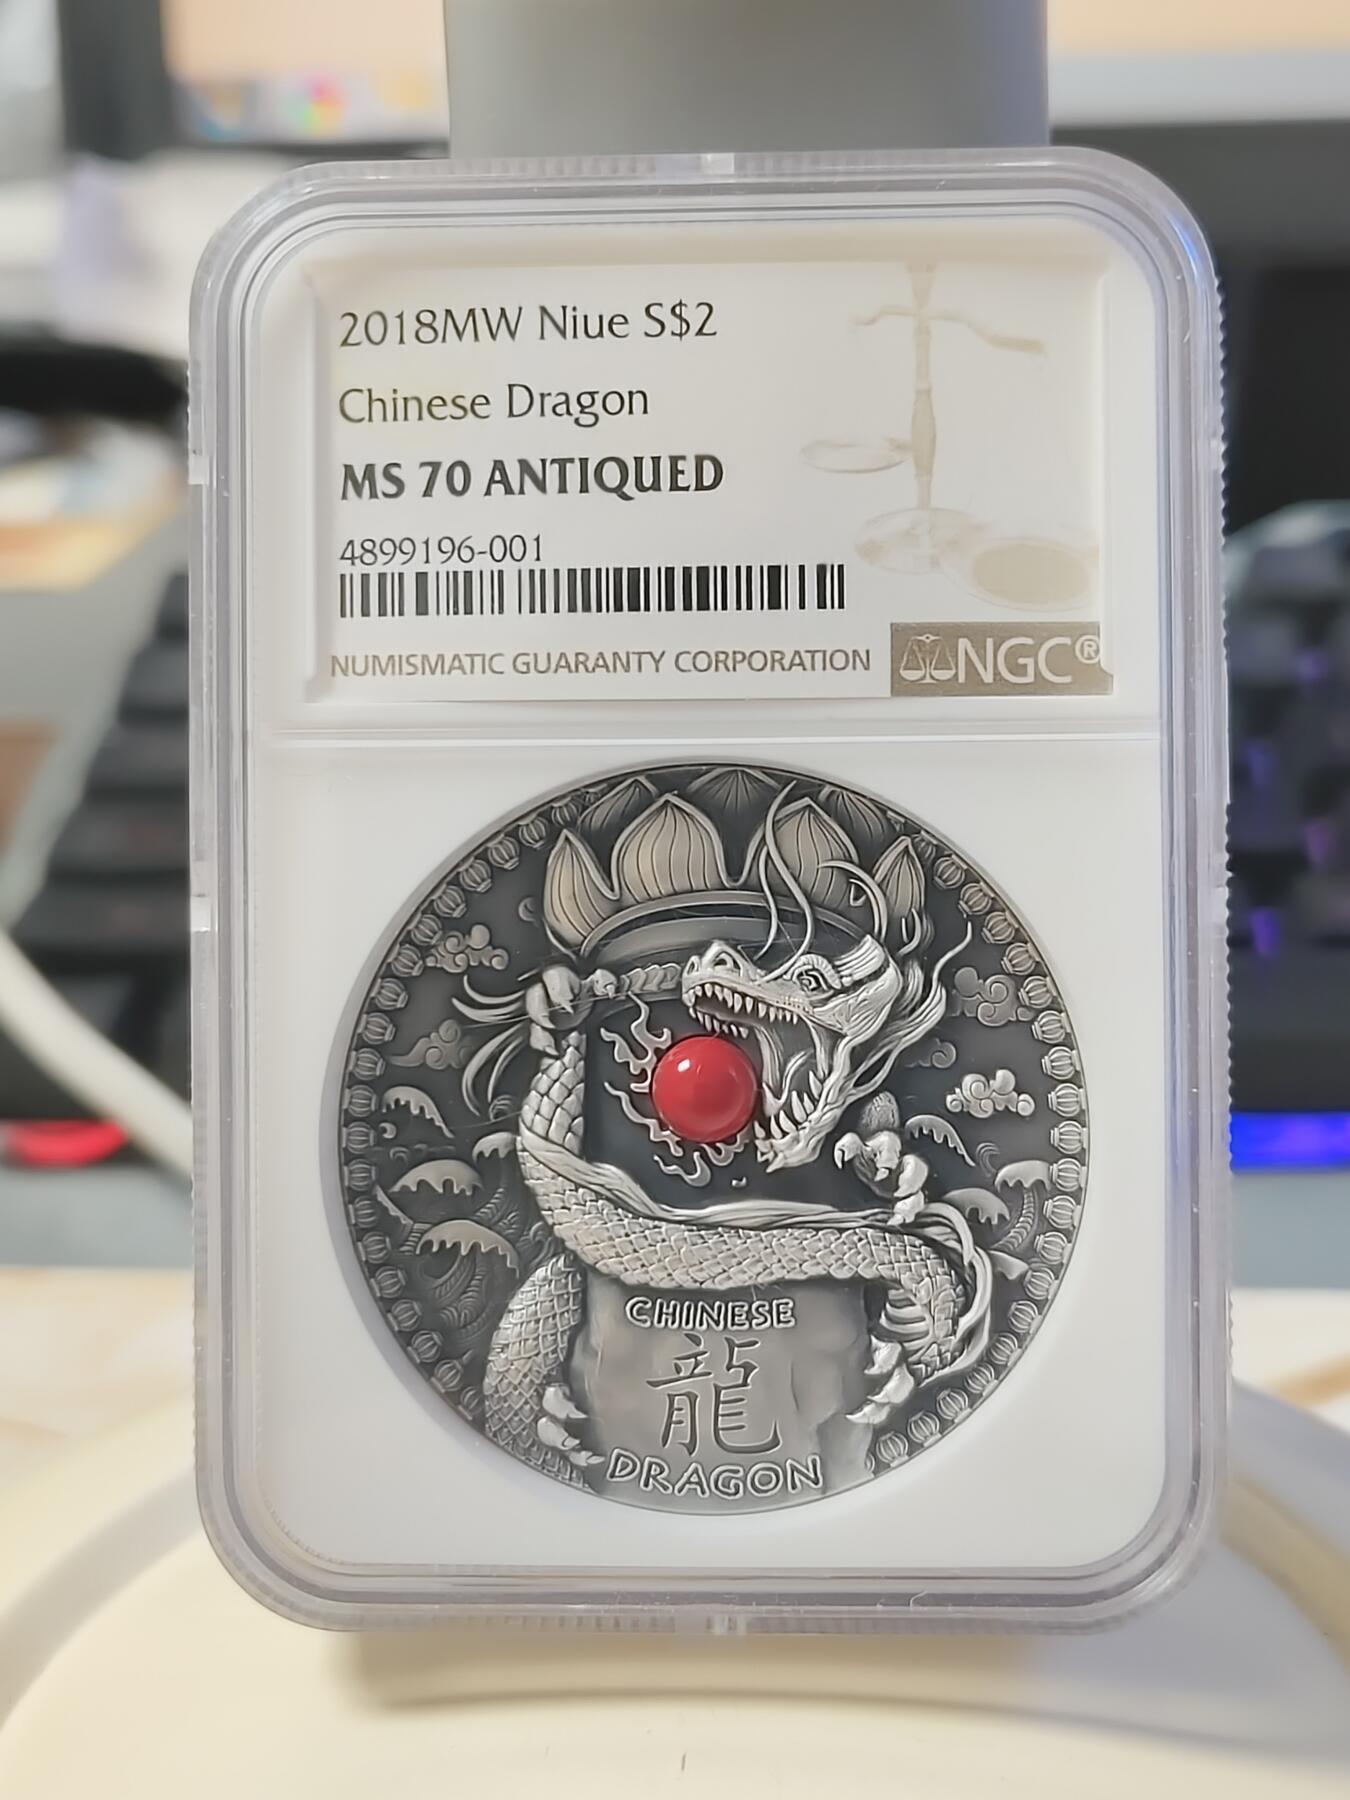 2018MW Niue S$2
Chinese Dragon
MS 70 ANTIQUED
4899196-001
NUMISMATIC GUARANTY CORPORATION NGC®
CHINESE
龍
DRAGON